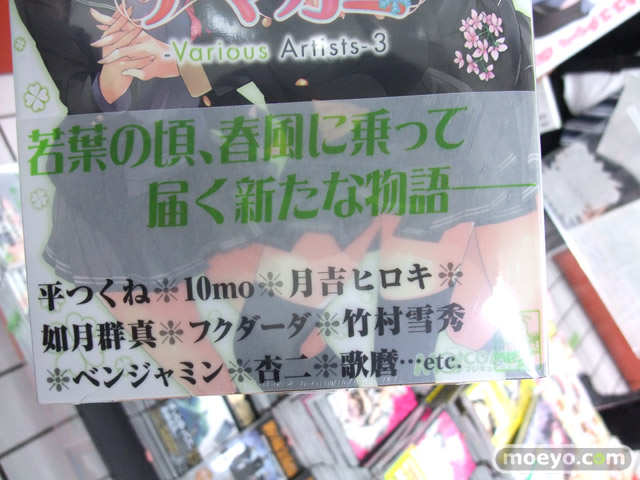 -Various Artists-3
若葉の頃、春風に乗って
届く新たな物語――
平つくね❊10mo❊月吉ヒロキ❊
如月群真❊フクダーダ❊竹村雪秀
❊ベンジャミン❊杏二❊歌麿…etc.
moeyo.com